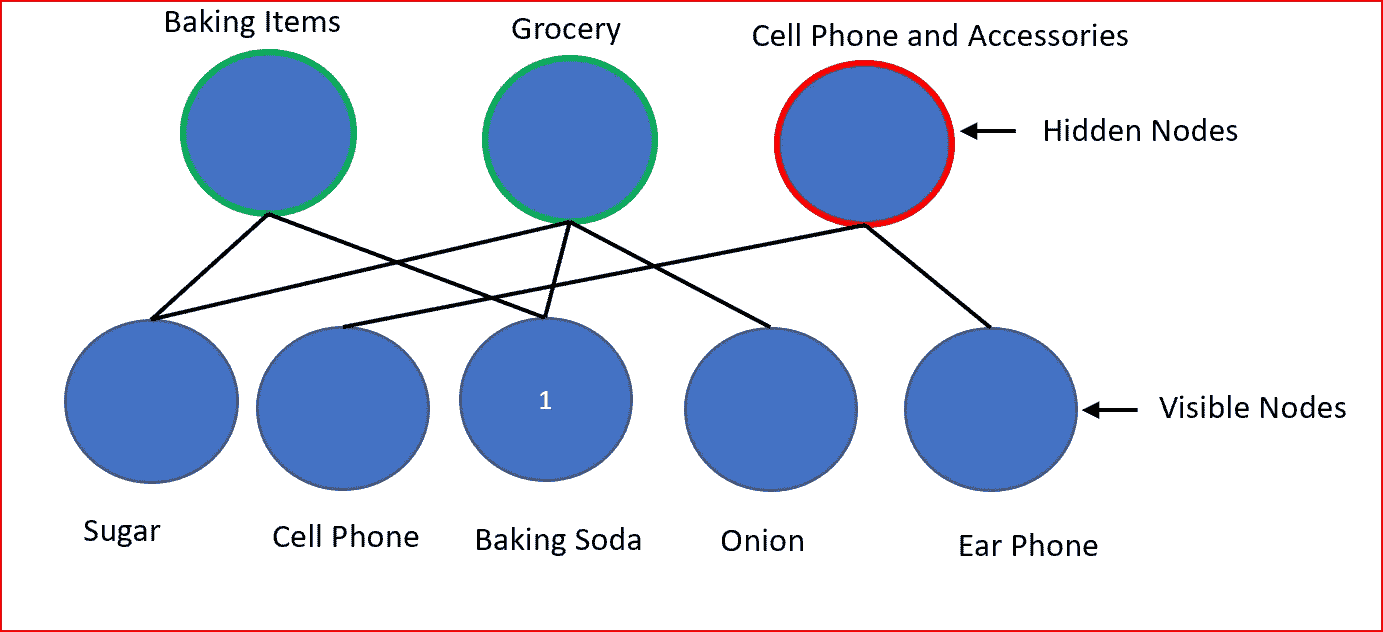 Baking Items
Grocery
Cell Phone and Accessories
Hidden Nodes
1
Visible Nodes
Sugar
Cell Phone
Baking Soda
Onion
Ear Phone